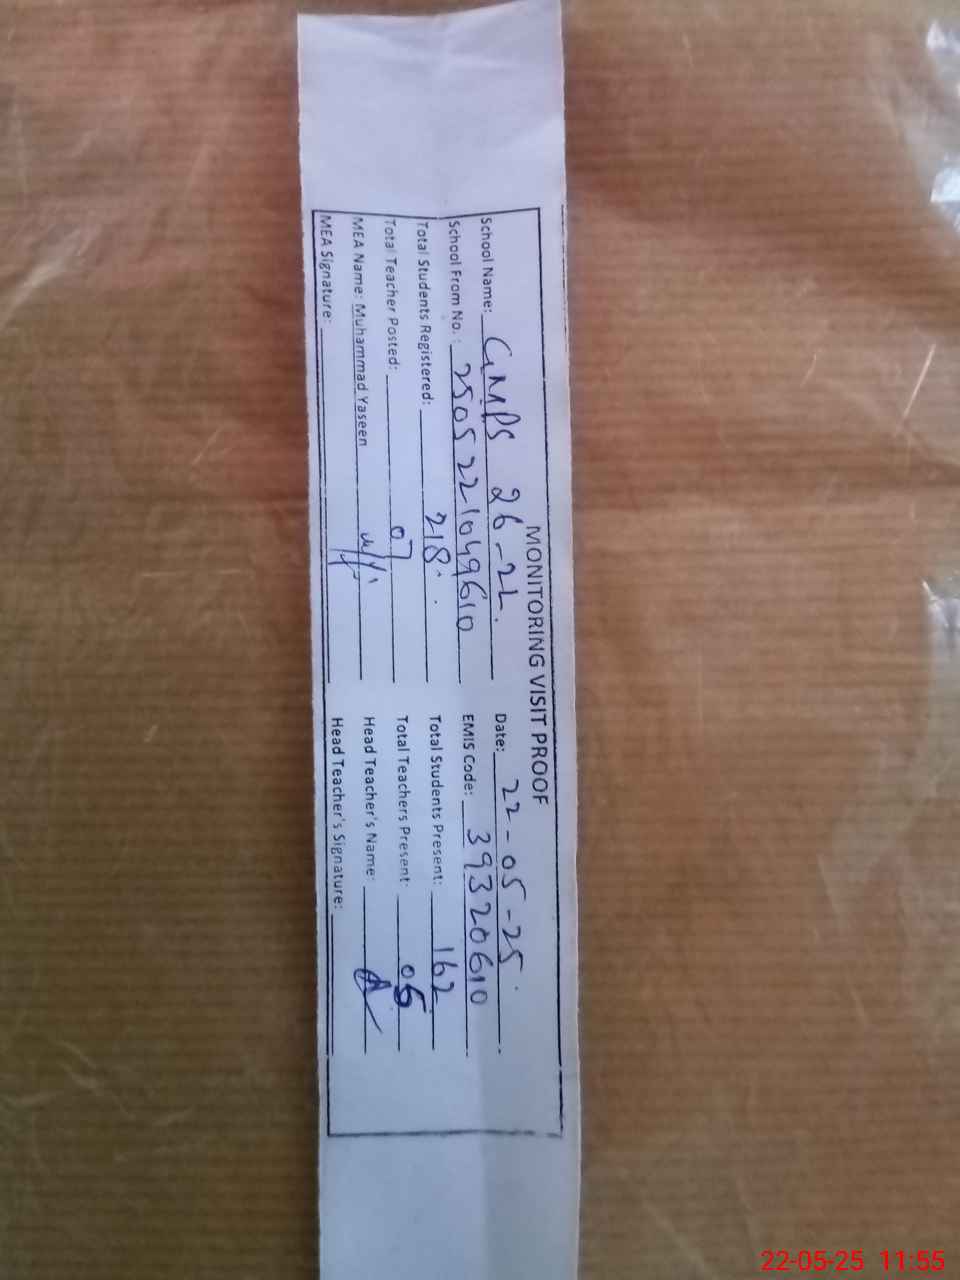 MONITORING VISIT PROOF
School Name: GMPS 26-2L. Date: 22-05-25.
School From No.: 2505221049610 EMIS Code: 39320610
Total Students Registered: 218 Total Students Present: 162
Total Teacher Posted: 07 Total Teachers Present: 05
MEA Name: Muhammad Yaseen Head Teacher's Name:
MEA Signature: Head Teacher's Signature:
22-05-25 11:55